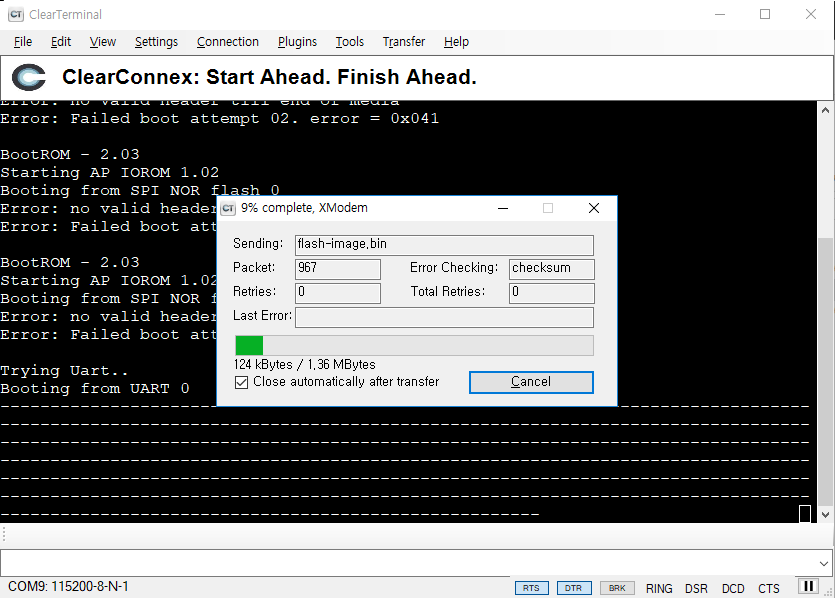 CT ClearTerminal
File Edit View Settings Connection Plugins Tools Transfer Help
ClearConnex: Start Ahead. Finish Ahead.
Error: no valid header till end of media
Error: Failed boot attempt 02. error = 0x041
BootROM - 2.03
Starting AP IOROM 1.02
Booting from SPI NOR flash 0
Error: no valid header
Error: Failed boot att
BootROM - 2.03
Starting AP IOROM 1.02
Booting from SPI NOR f
Error: no valid header
Error: Failed boot att
Trying Uart..
Booting from UART 0
CT 9% complete, XModem
Sending: flash-image.bin
Packet: 967 Error Checking: checksum
Retries: 0 Total Retries: 0
Last Error:
124 kBytes / 1,36 MBytes
Close automatically after transfer Cancel
COM9: 115200-8-N-1 RTS DTR BRK RING DSR DCD CTS